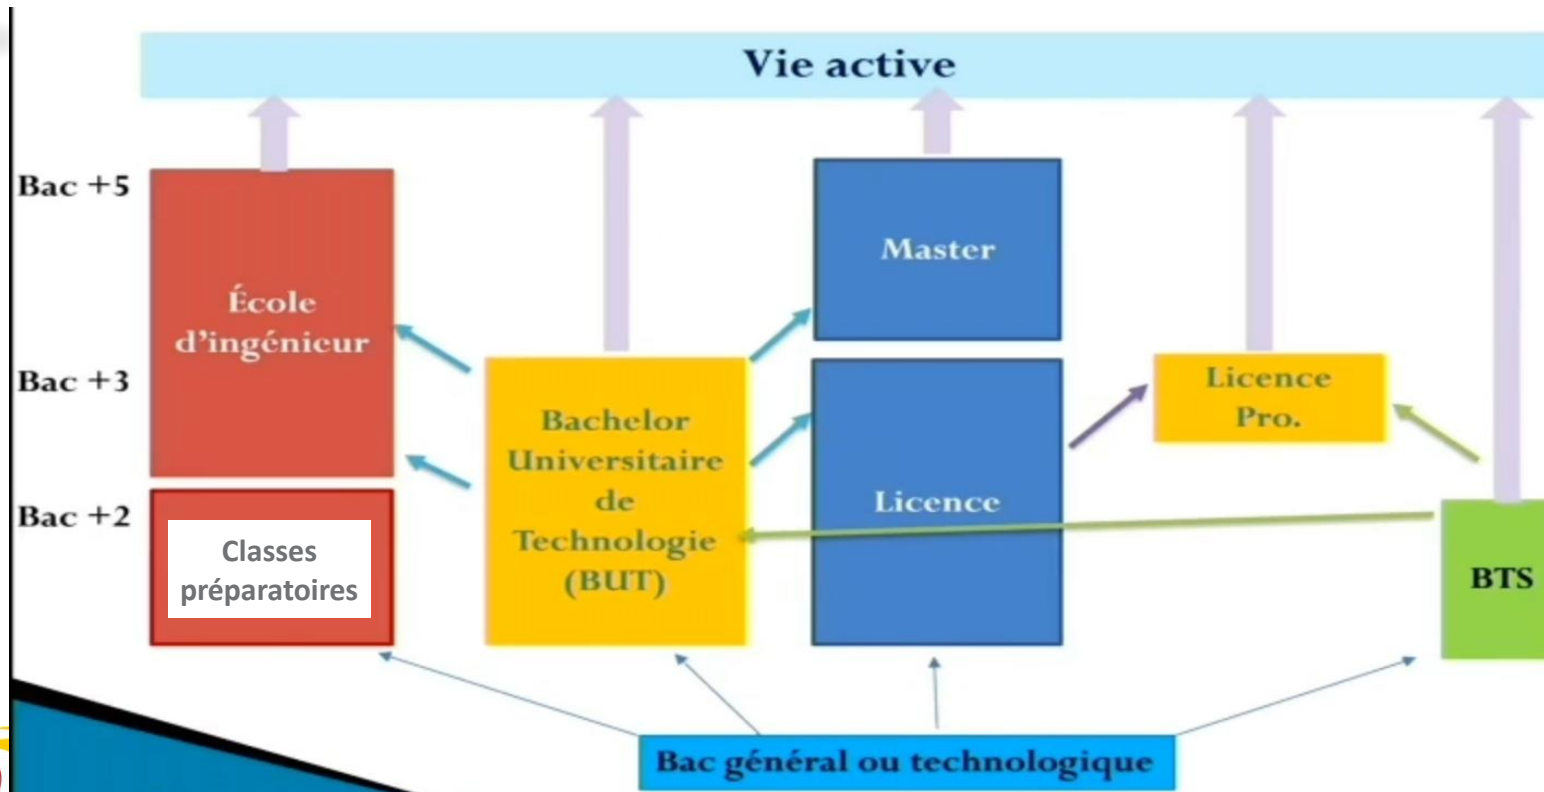 Vie active
Bac +5
École
d'ingénieur
Master
Bac +3
Bachelor
Universitaire
de
Technologie
(BUT)
Licence
Pro.
Licence
Bac +2
Classes
préparatoires
BTS
Bac général ou technologique